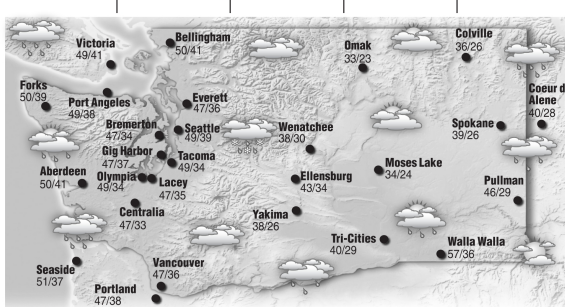 Bellingham
50/41
Victoria
49/41
Omak
33/23
Colville
36/26
Forks
50/39
Port Angeles
49/38
Everett
47/36
Coeur d
Alene
40/28
Bremerton
47/34
Seattle
49/39
Wenatchee
38/30
Spokane
39/26
Gig Harbor
47/37
Tacoma
49/34
Moses Lake
34/24
Aberdeen
50/41
Olympia
49/34
Lacey
47/35
Ellensburg
43/34
Pullman
46/29
Centralia
47/33
Yakima
38/26
Tri-Cities
40/29
Walla Walla
57/36
Seaside
51/37
Vancouver
47/36
Portland
47/38